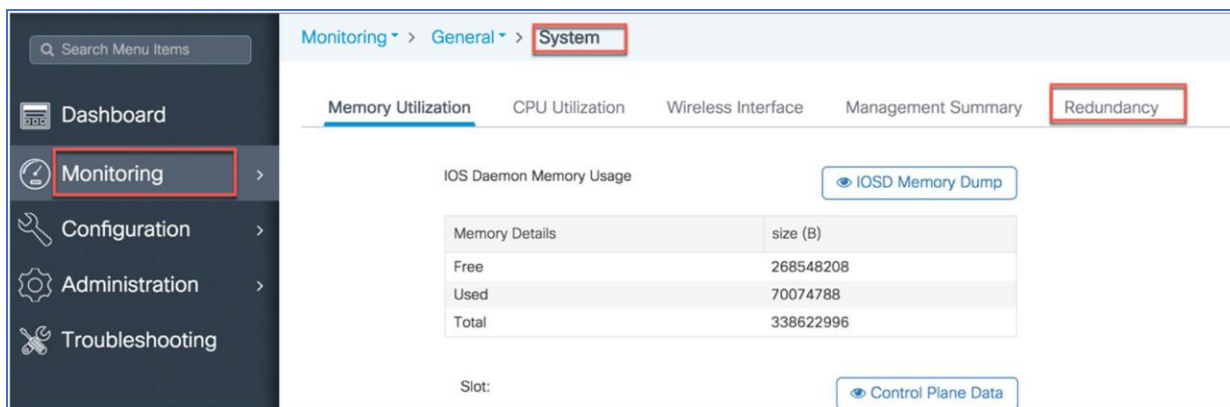 Search Menu Items
Dashboard
Monitoring
Configuration
Administration
Troubleshooting
Monitoring > General > System
Memory Utilization CPU Utilization Wireless Interface Management Summary Redundancy
IOS Daemon Memory Usage IOSD Memory Dump
Memory Details size (B)
Free 268548208
Used 70074788
Total 338622996
Slot: Control Plane Data